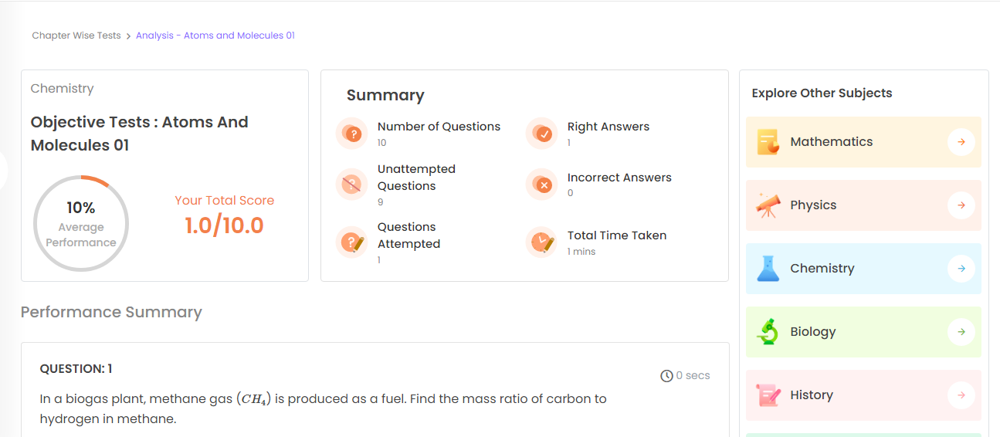 Chapter Wise Tests > Analysis - Atoms and Molecules 01
Chemistry
Objective Tests : Atoms And
Molecules 01
10%
Average
Performance
Your Total Score
1.0/10.0
Summary
Number of Questions
10
Right Answers
1
Unattempted
Questions
9
Incorrect Answers
0
Questions
Attempted
1
Total Time Taken
1 mins
Explore Other Subjects
Mathematics
Physics
Chemistry
Biology
History
Performance Summary
QUESTION: 1
0 secs
In a biogas plant, methane gas (CH₄) is produced as a fuel. Find the mass ratio of carbon to
hydrogen in methane.